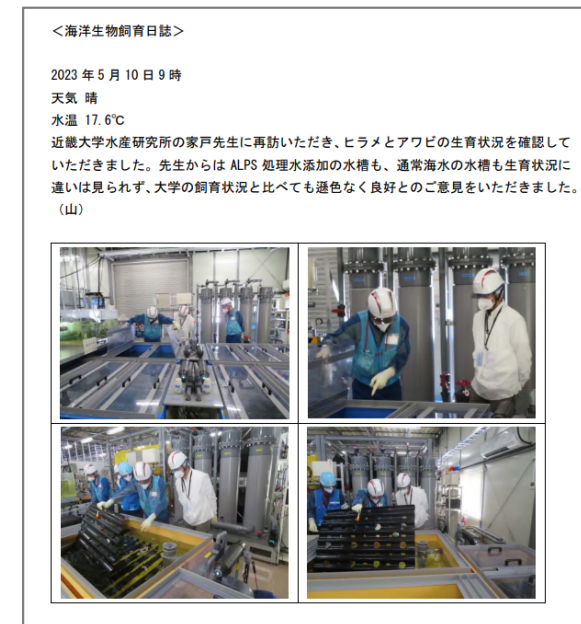 ＜海洋生物飼育日誌＞
2023年5月10日9時
天気 晴
水温 17.6℃
近畿大学水産研究所の家戸先生に再訪いただき、ヒラメとアワビの生育状況を確認して
いただきました。先生からは ALPS 処理水添加の水槽も、通常海水の水槽も生育状況に
違いは見られず、大学の飼育状況と比べても遜色なく良好とのご意見をいただきました。
（山）